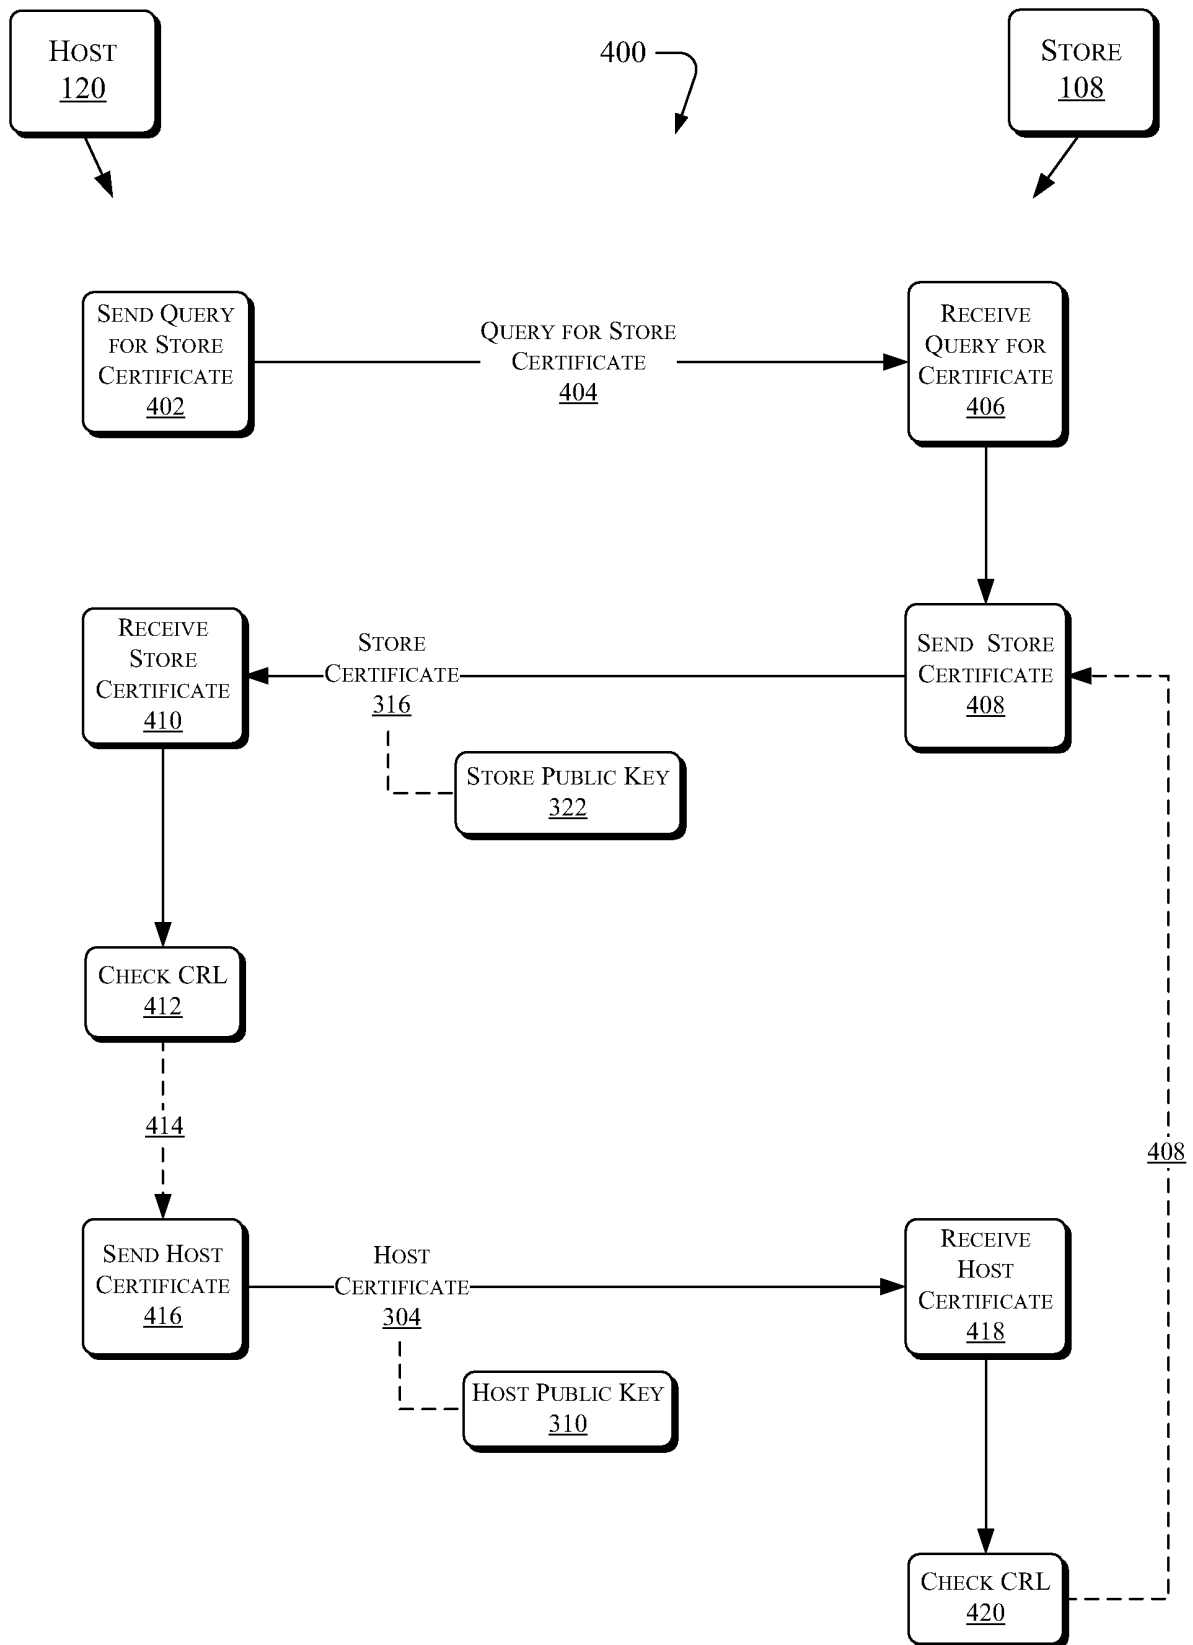 HOST
120
400
STORE
108
SEND QUERY
FOR STORE
CERTIFICATE
402
QUERY FOR STORE
CERTIFICATE
404
RECEIVE
QUERY FOR
CERTIFICATE
406
RECEIVE
STORE
CERTIFICATE
410
STORE
CERTIFICATE
316
SEND STORE
CERTIFICATE
408
STORE PUBLIC KEY
322
CHECK CRL
412
414
408
SEND HOST
CERTIFICATE
416
HOST
CERTIFICATE
304
RECEIVE
HOST
CERTIFICATE
418
HOST PUBLIC KEY
310
CHECK CRL
420